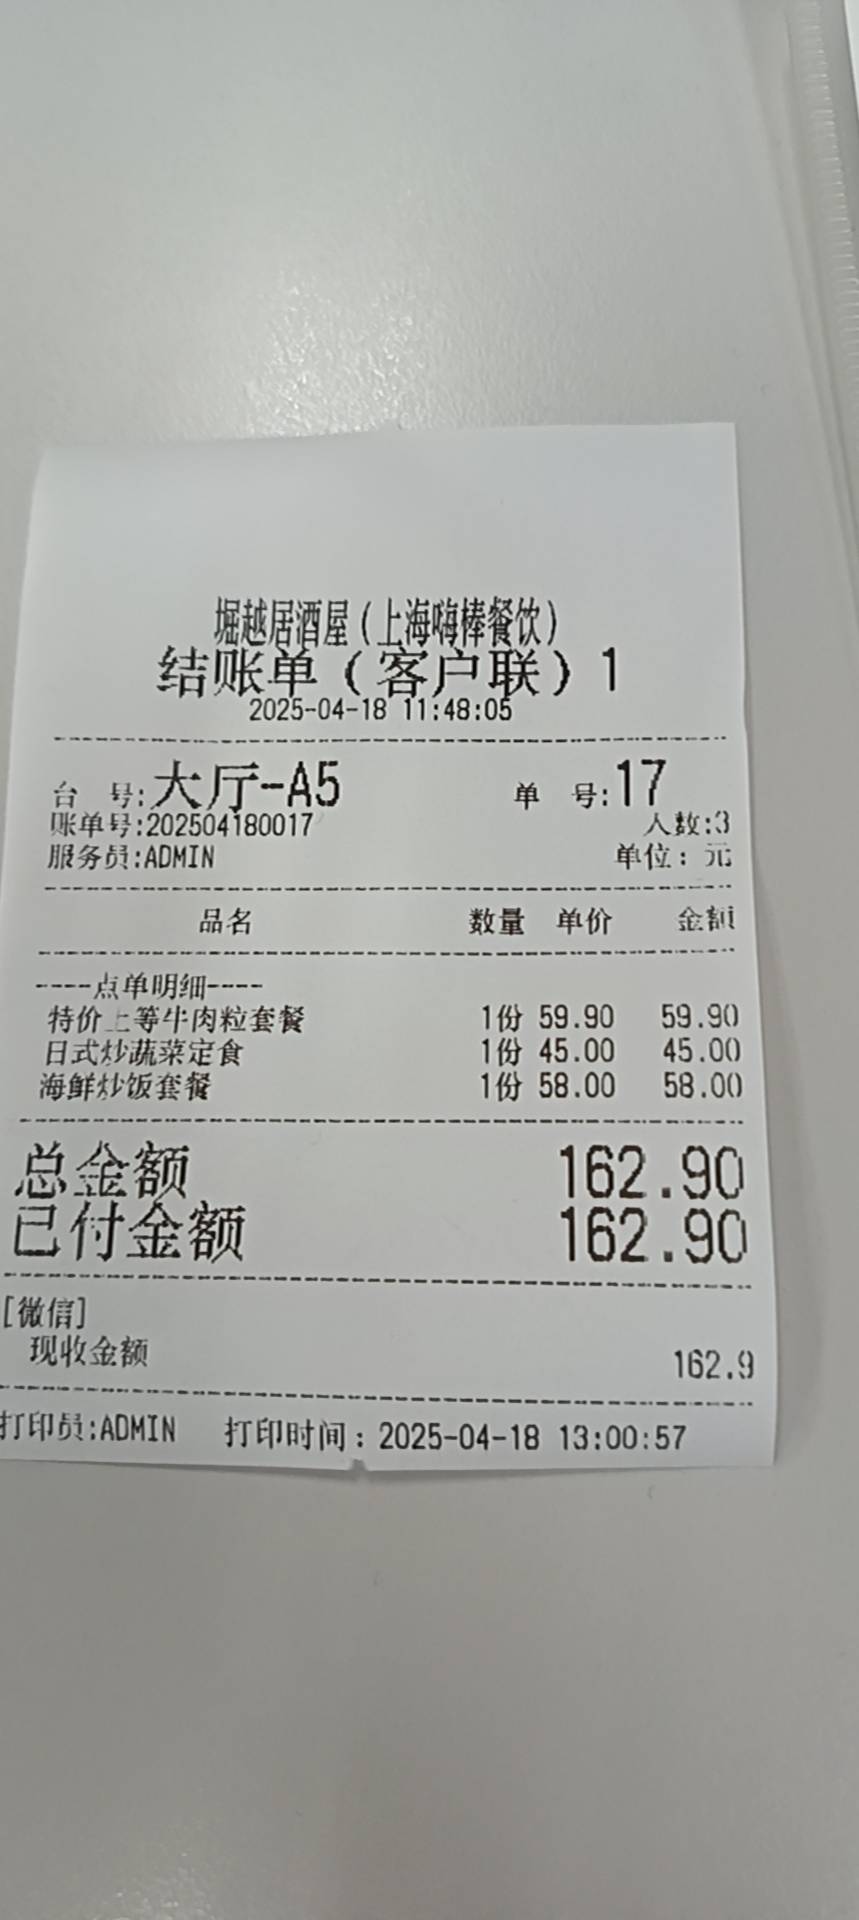 堀越居酒屋(上海嗨棒餐饮)
结账单(客户联)1
2025-04-18 11:48:05
台 号:大厅-A5 单 号:17
账单号:202504180017 人数:3
服务员:ADMIN 单位: 元
品名 数量 单价 金额
----点单明细----
特价上等牛肉粒套餐 1份 59.90 59.90
日式炒蔬菜定食 1份 45.00 45.00
海鲜炒饭套餐 1份 58.00 58.00
总金额 162.90
已付金额 162.90
[微信]
现收金额 162.9
打印员:ADMIN 打印时间:2025-04-18 13:00:57